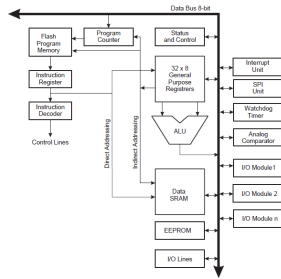 Data Bus 8-bit
Flash
Program
Memory
Program
Counter
Status
and Control
Instruction
Register
32 x 8
General
Purpose
Registrers
Interrupt
Unit
SPI
Unit
Instruction
Decoder
Watchdog
Timer
Direct Addressing
Indirect Addressing
ALU
Analog
Comparator
Control Lines
I/O Module1
Data
SRAM
I/O Module 2
I/O Module n
EEPROM
I/O Lines